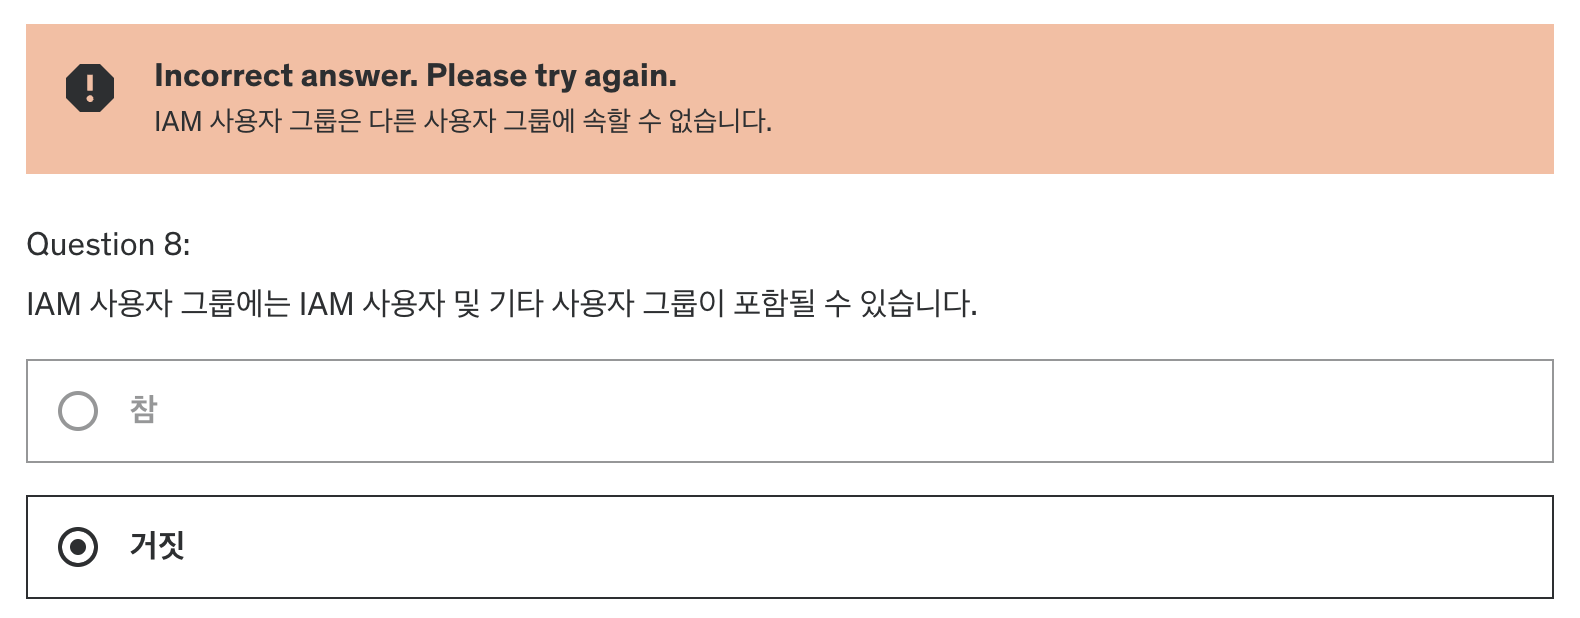 Incorrect answer. Please try again.
IAM 사용자 그룹은 다른 사용자 그룹에 속할 수 없습니다.
Question 8:
IAM 사용자 그룹에는 IAM 사용자 및 기타 사용자 그룹이 포함될 수 있습니다.
참
거짓